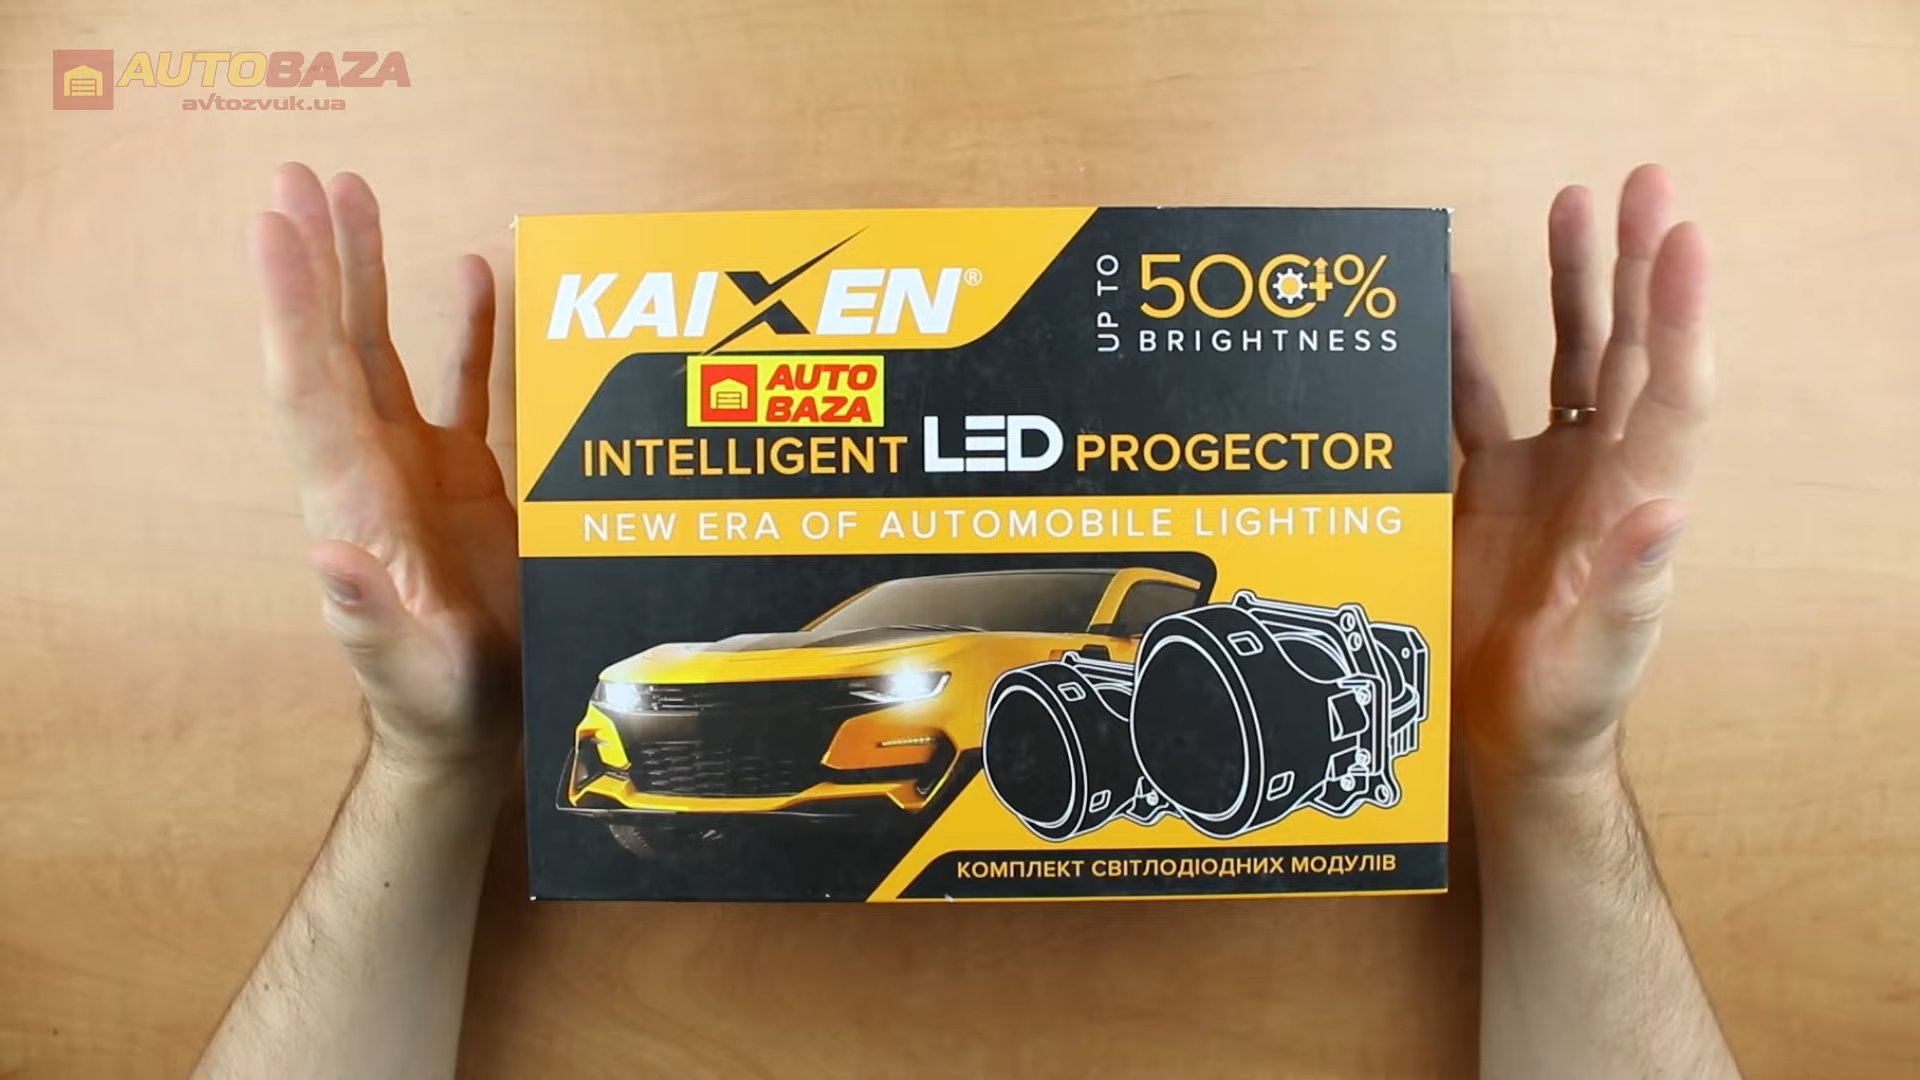 AUTOBAZA
avtozvuk.ua
KAIXEN®
UP TO
500+%
BRIGHTNESS
AUTO
BAZA
INTELLIGENT LED PROGECTOR
NEW ERA OF AUTOMOBILE LIGHTING
КОМПЛЕКТ СВІТЛОДІОДНИХ МОДУЛІВ